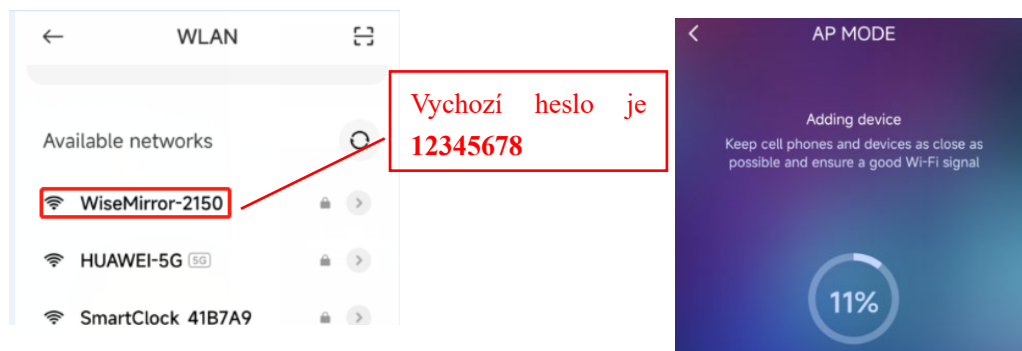 WLAN
Available networks
WiseMirror-2150
HUAWEI-5G 5G
SmartClock 41B7A9
Vychozí heslo je
12345678
AP MODE
Adding device
Keep cell phones and devices as close as
possible and ensure a good Wi-Fi signal
11%